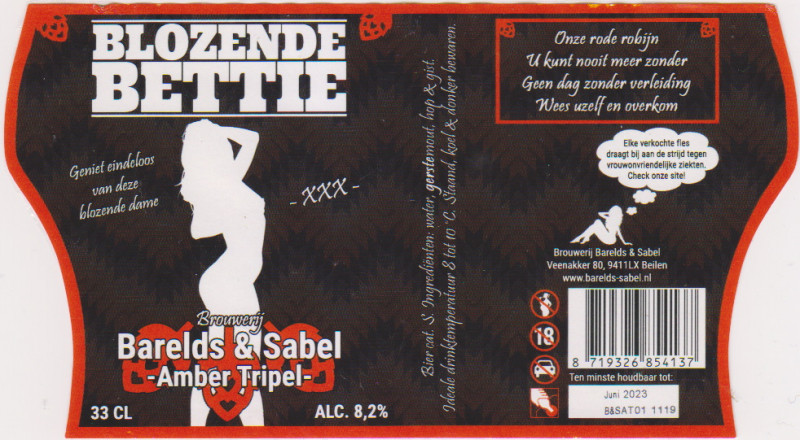 BLOZENDE
BETTIE
Geniet eindeloos
van deze
blozende dame
- XXX -
Brouwerij
Barelds & Sabel
-Amber Tripel-
33 CL
ALC. 8,2%
Bier cat. S. Ingrediënten: water, gerstemout, hop & gist.
Ideale drinktemperatuur 8 tot 10 °C. Staand, koel & donker bewaren.
Onze rode robijn
U kunt nooit meer zonder
Geen dag zonder verleiding
Wees uzelf en overkom
Elke verkochte fles
draagt bij aan de strijd tegen
vrouwonvriendelijke ziekten.
Check onze site!
Brouwerij Barelds & Sabel
Veenakker 80, 9411LX Beilen
www.barelds-sabel.nl
18
8 719326 854137
Ten minste houdbaar tot:
Juni 2023
B&SAT01 1119